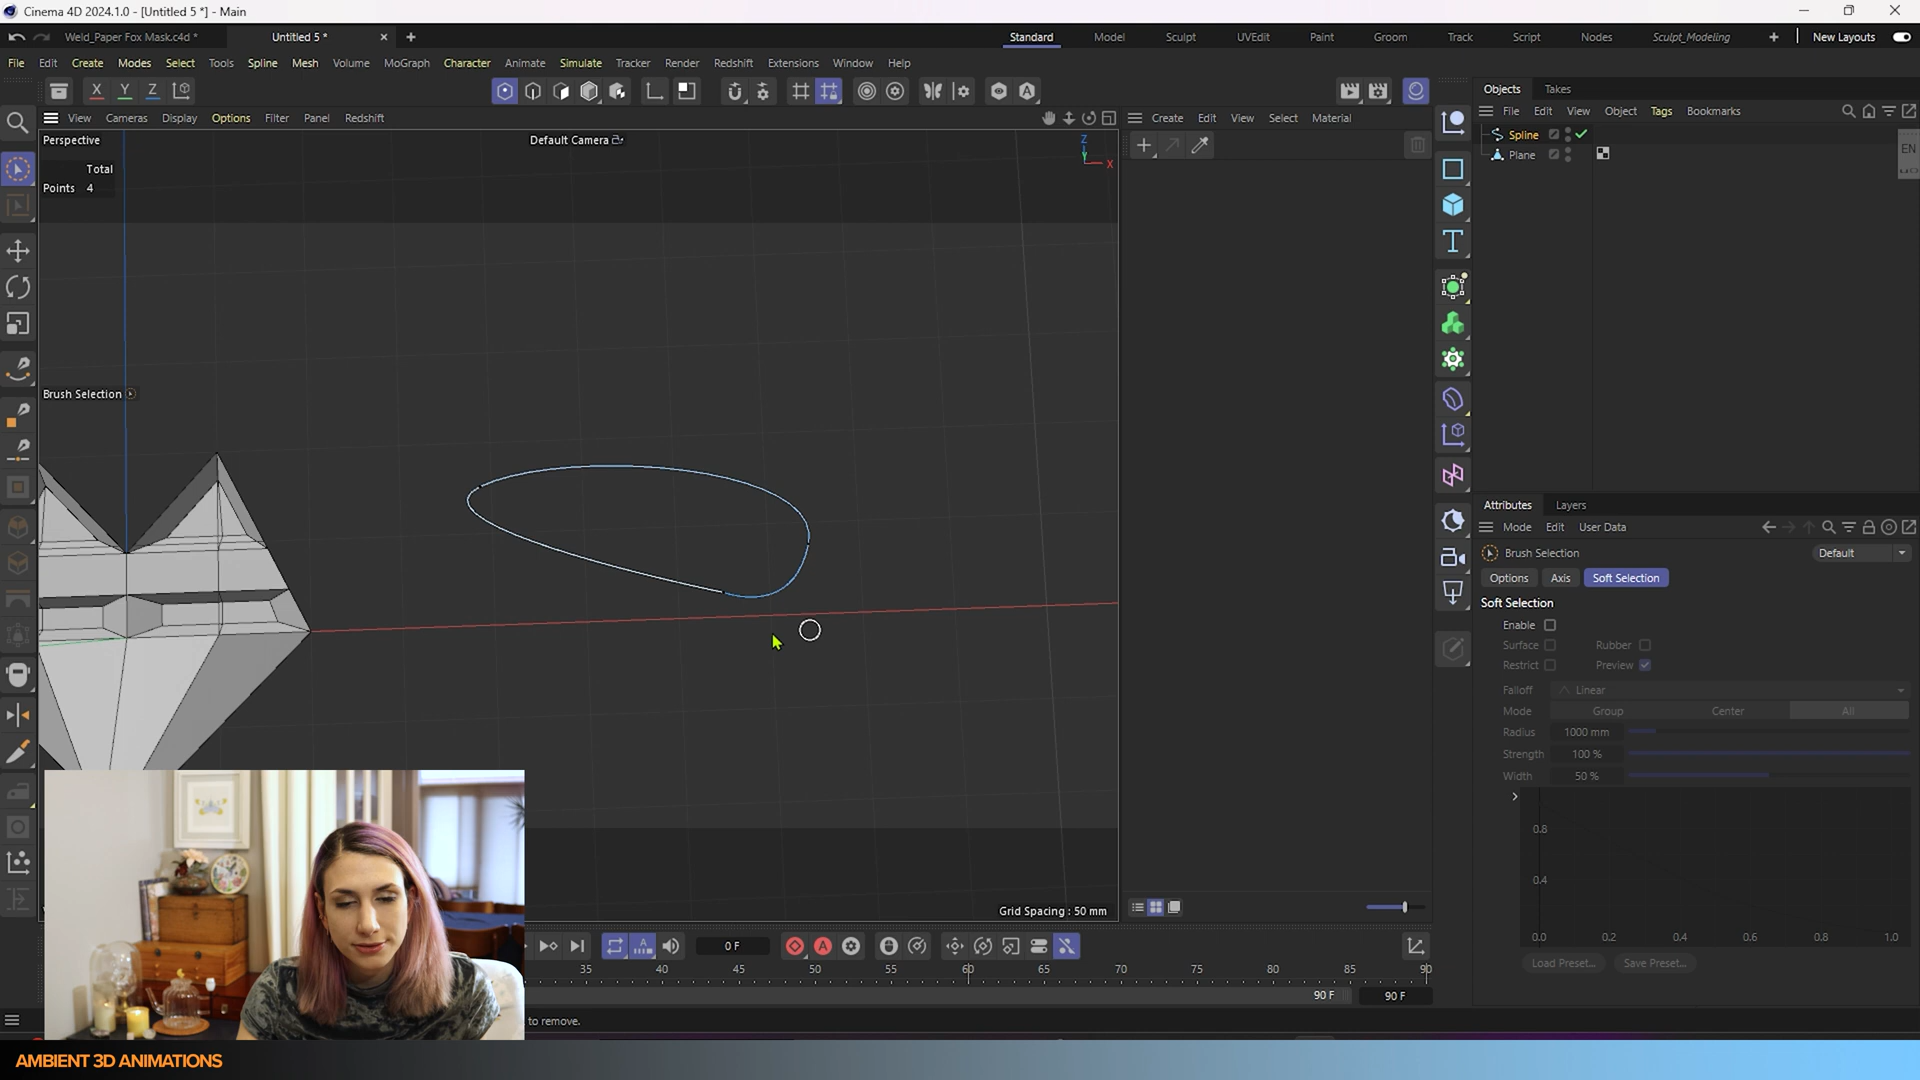 Cinema 4D 2024.1.0 - [Untitled 5 *] - Main
Weld_Paper Fox Mask.c4d *
Untitled 5 *
Standard Model Sculpt UVEdit Paint Groom Track Script Nodes Sculpt_Modeling New Layouts
File Edit Create Modes Select Tools Spline Mesh Volume MoGraph Character Animate Simulate Tracker Render Redshift Extensions Window Help
X Y Z
Objects Takes
View Cameras Display Options Filter Panel Redshift
Create Edit View Select Material
File Edit View Object Tags Bookmarks
Perspective
Default Camera
Z
X
Y
Total
Points 4
Spline
Plane
EN
Brush Selection
Grid Spacing : 50 mm
Attributes Layers
Mode Edit User Data
Brush Selection
Default
Options Axis Soft Selection
Soft Selection
Enable
Surface Rubber
Restrict Preview
Falloff Linear
Mode Group Center All
Radius 1000 mm
Strength 100 %
Width 50 %
0.8
0.4
0.0 0.2 0.4 0.6 0.8 1.0
Load Preset... Save Preset...
0 F
35 40 45 50 55 60 65 70 75 80 85 90
90 F 90 F
to remove.
AMBIENT 3D ANIMATIONS